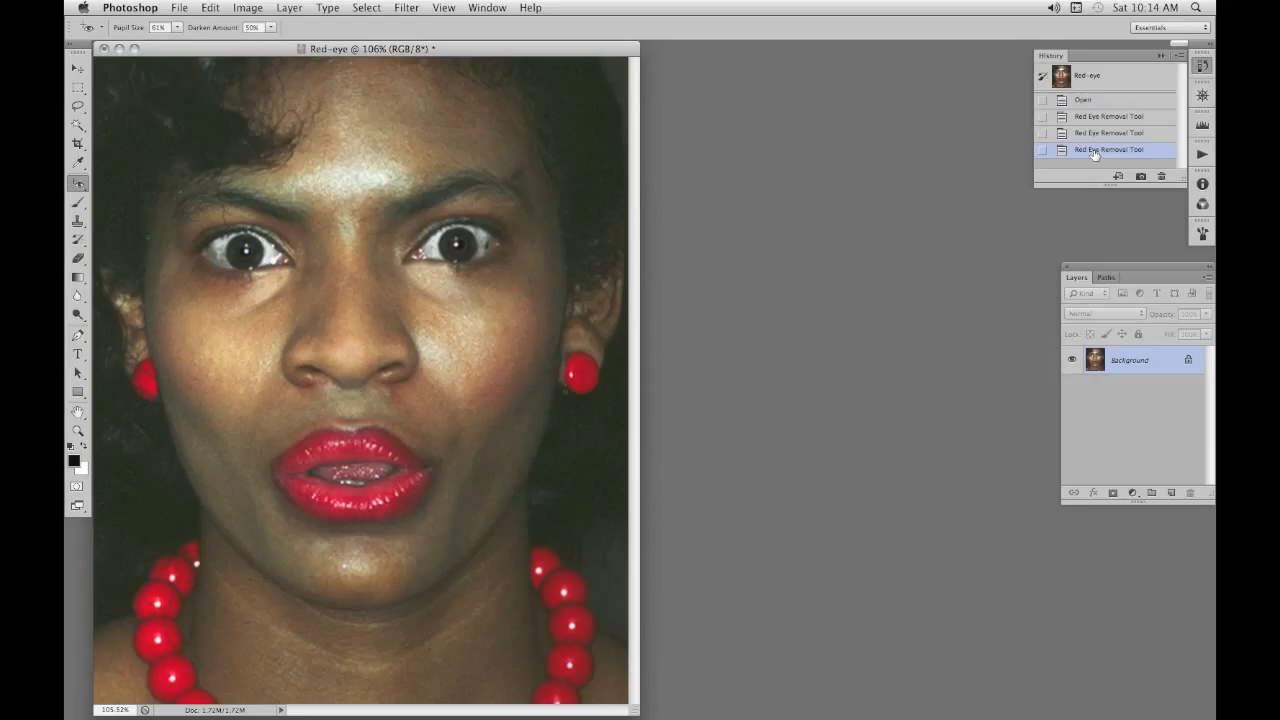 Photoshop File Edit Image Layer Type Select Filter View Window Help Sat 10:14 AM
Pupil Size: 61% Darken Amount: 50% Essentials
Red-eye @ 106% (RGB/8*) *
History
Red-eye
Open
Red Eye Removal Tool
Red Eye Removal Tool
Red Eye Removal Tool
Layers Paths
Kind
Normal Opacity: 100%
Lock: Fill: 100%
Background
105.52% Doc: 1.72M/1.72M